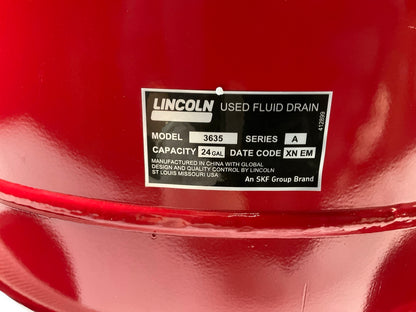 LINCOLN USED FLUID DRAIN
MODEL 3635 SERIES A
CAPACITY 24 GAL DATE CODE XN EM
MANUFACTURED IN CHINA WITH GLOBAL
DESIGN AND QUALITY CONTROL BY LINCOLN
ST LOUIS MISSOURI USA
An SKF Group Brand
412899